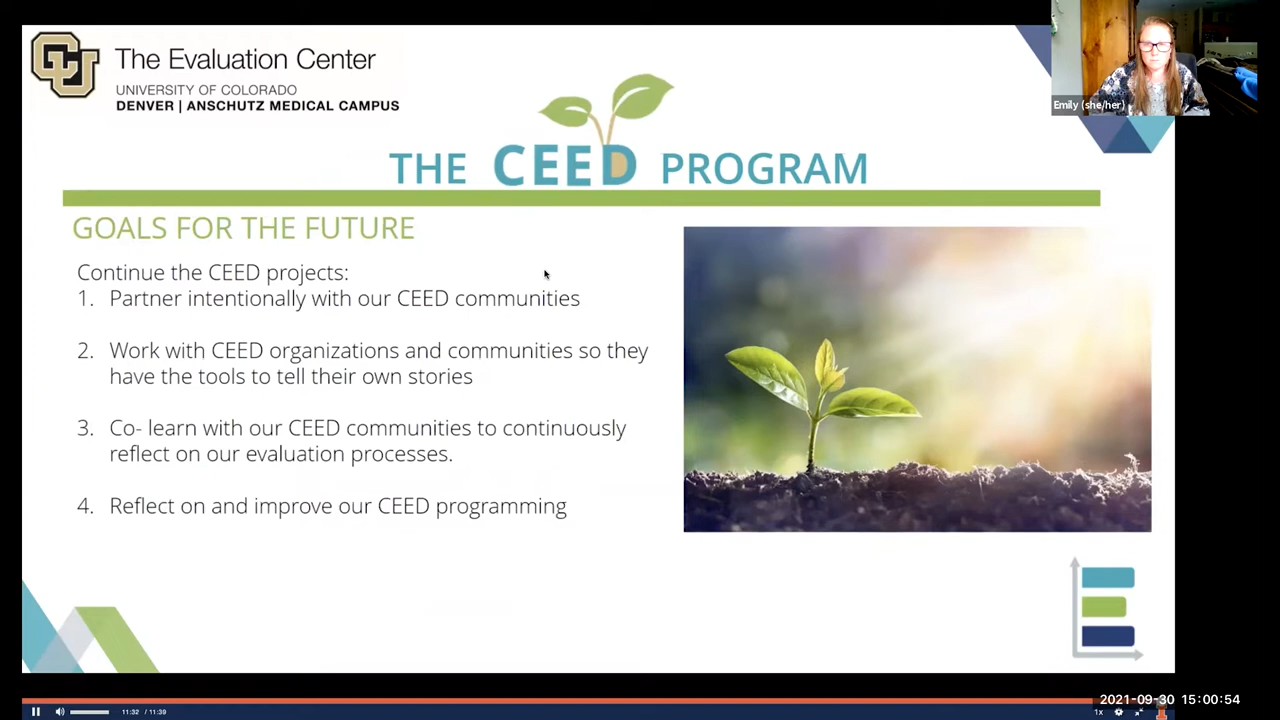 CU
The Evaluation Center
UNIVERSITY OF COLORADO
DENVER | ANSCHUTZ MEDICAL CAMPUS
Emily (she/her)
THE CEED PROGRAM
GOALS FOR THE FUTURE
Continue the CEED projects:
1. Partner intentionally with our CEED communities
2. Work with CEED organizations and communities so they
have the tools to tell their own stories
3. Co- learn with our CEED communities to continuously
reflect on our evaluation processes.
4. Reflect on and improve our CEED programming
2021-09-30 15:00:54
11:32 / 11:39
1x